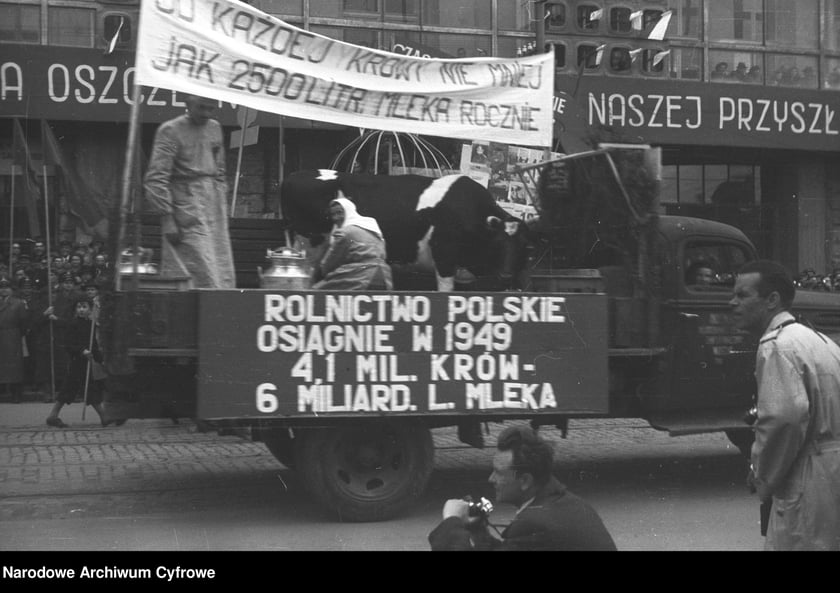 OD KAŻDEJ KROWY NIE MNIEJ
JAK 2500 LITR. MLEKA ROCZNIE
A OSZCZĘ
NASZEJ PRZYSZŁ
ROLNICTWO POLSKIE
OSIĄGNIE W 1949
4,1 MIL. KRÓW-
6 MILIARD. L. MLEKA
Narodowe Archiwum Cyfrowe